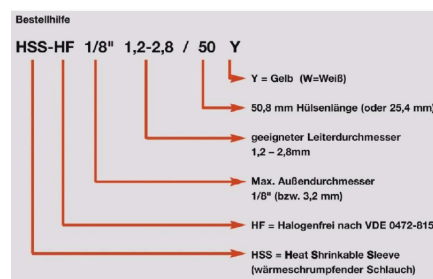 Bestellhilfe
HSS-HF 1/8" 1,2-2,8 / 50 Y
Y = Gelb (W=Weiß)
50,8 mm Hülsenlänge (oder 25,4 mm)
geeigneter Leiterdurchmesser
1,2 – 2,8mm
Max. Außendurchmesser
1/8" (bzw. 3,2 mm)
HF = Halogenfrei nach VDE 0472-815
HSS = Heat Shrinkable Sleeve
(wärmeschrumpfender Schlauch)